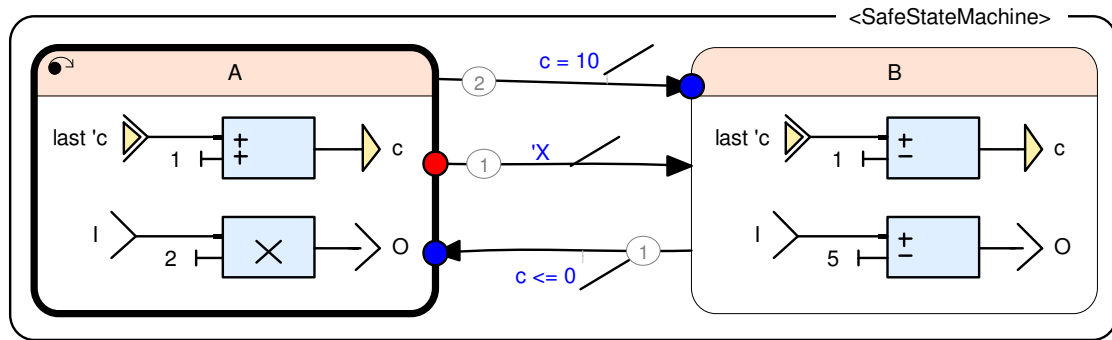 <SafeStateMachine>
A
c = 10
2
B
last 'c
+
+
1
c
'X
1
last 'c
+
−
1
c
I
2
×
O
c <= 0
1
I
+
−
5
O